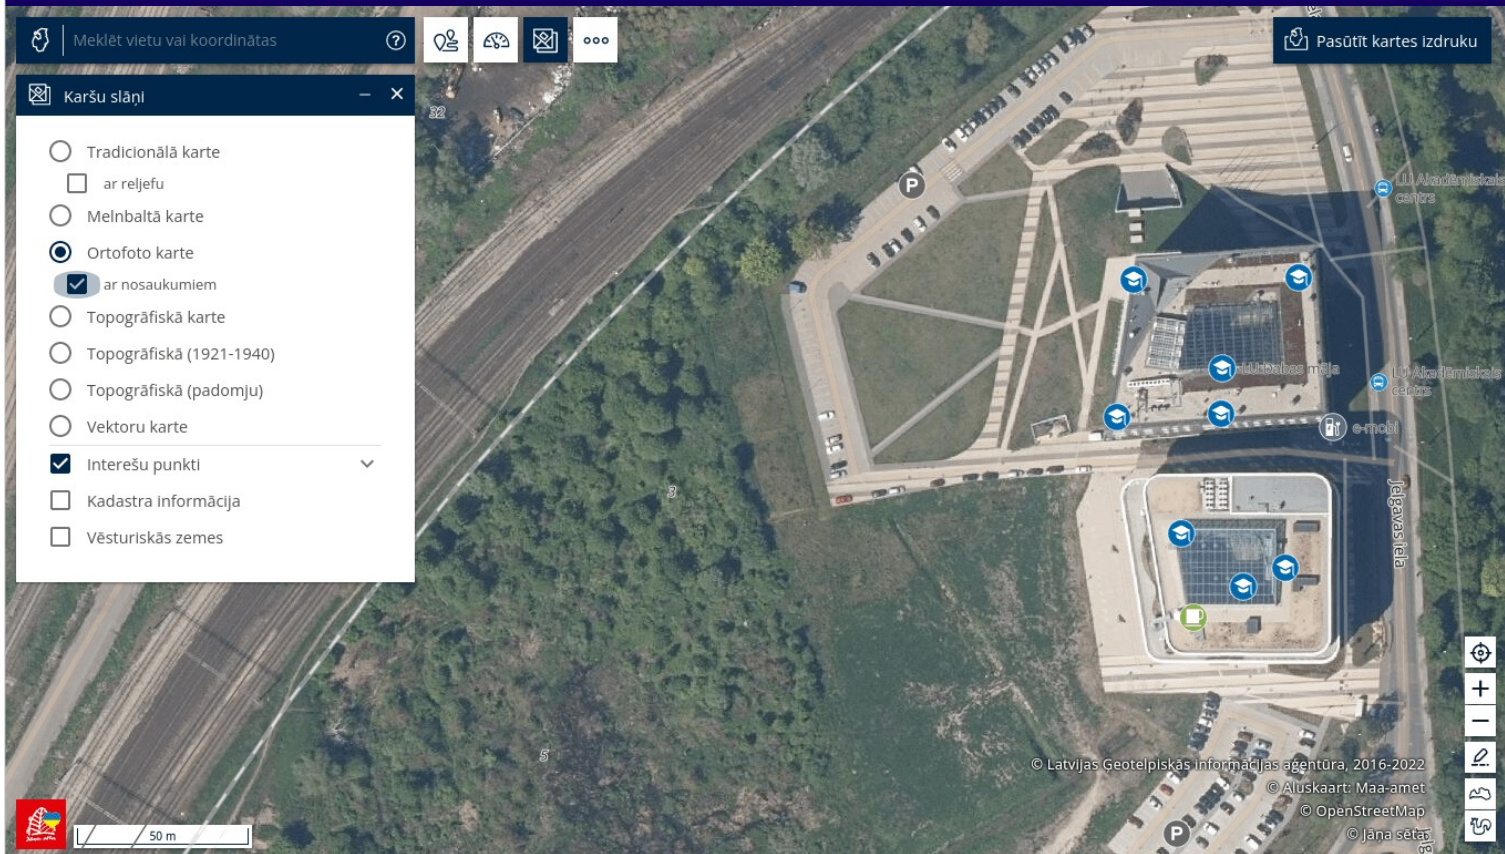 Meklēt vietu vai koordinātas
?
Pasūtīt kartes izdruku
Karšu slāņi
Tradicionālā karte
ar reljefu
Melnbaltā karte
Ortofoto karte
ar nosaukumiem
Topogrāfiskā karte
Topogrāfiskā (1921-1940)
Topogrāfiskā (padomju)
Vektoru karte
Interešu punkti
Kadastra informācija
Vēsturiskās zemes
32
P
LU Akadēmiskais
centrs
LU Dabas māja
LU Akadēmiskais
centrs
e-mobi
3
Jelgavas iela
5
P
© Latvijas Ģeotelpiskās informācijas aģentūra, 2016-2022
© Aluskaart: Maa-amet
© OpenStreetMap
© Jāņa sēta
50 m